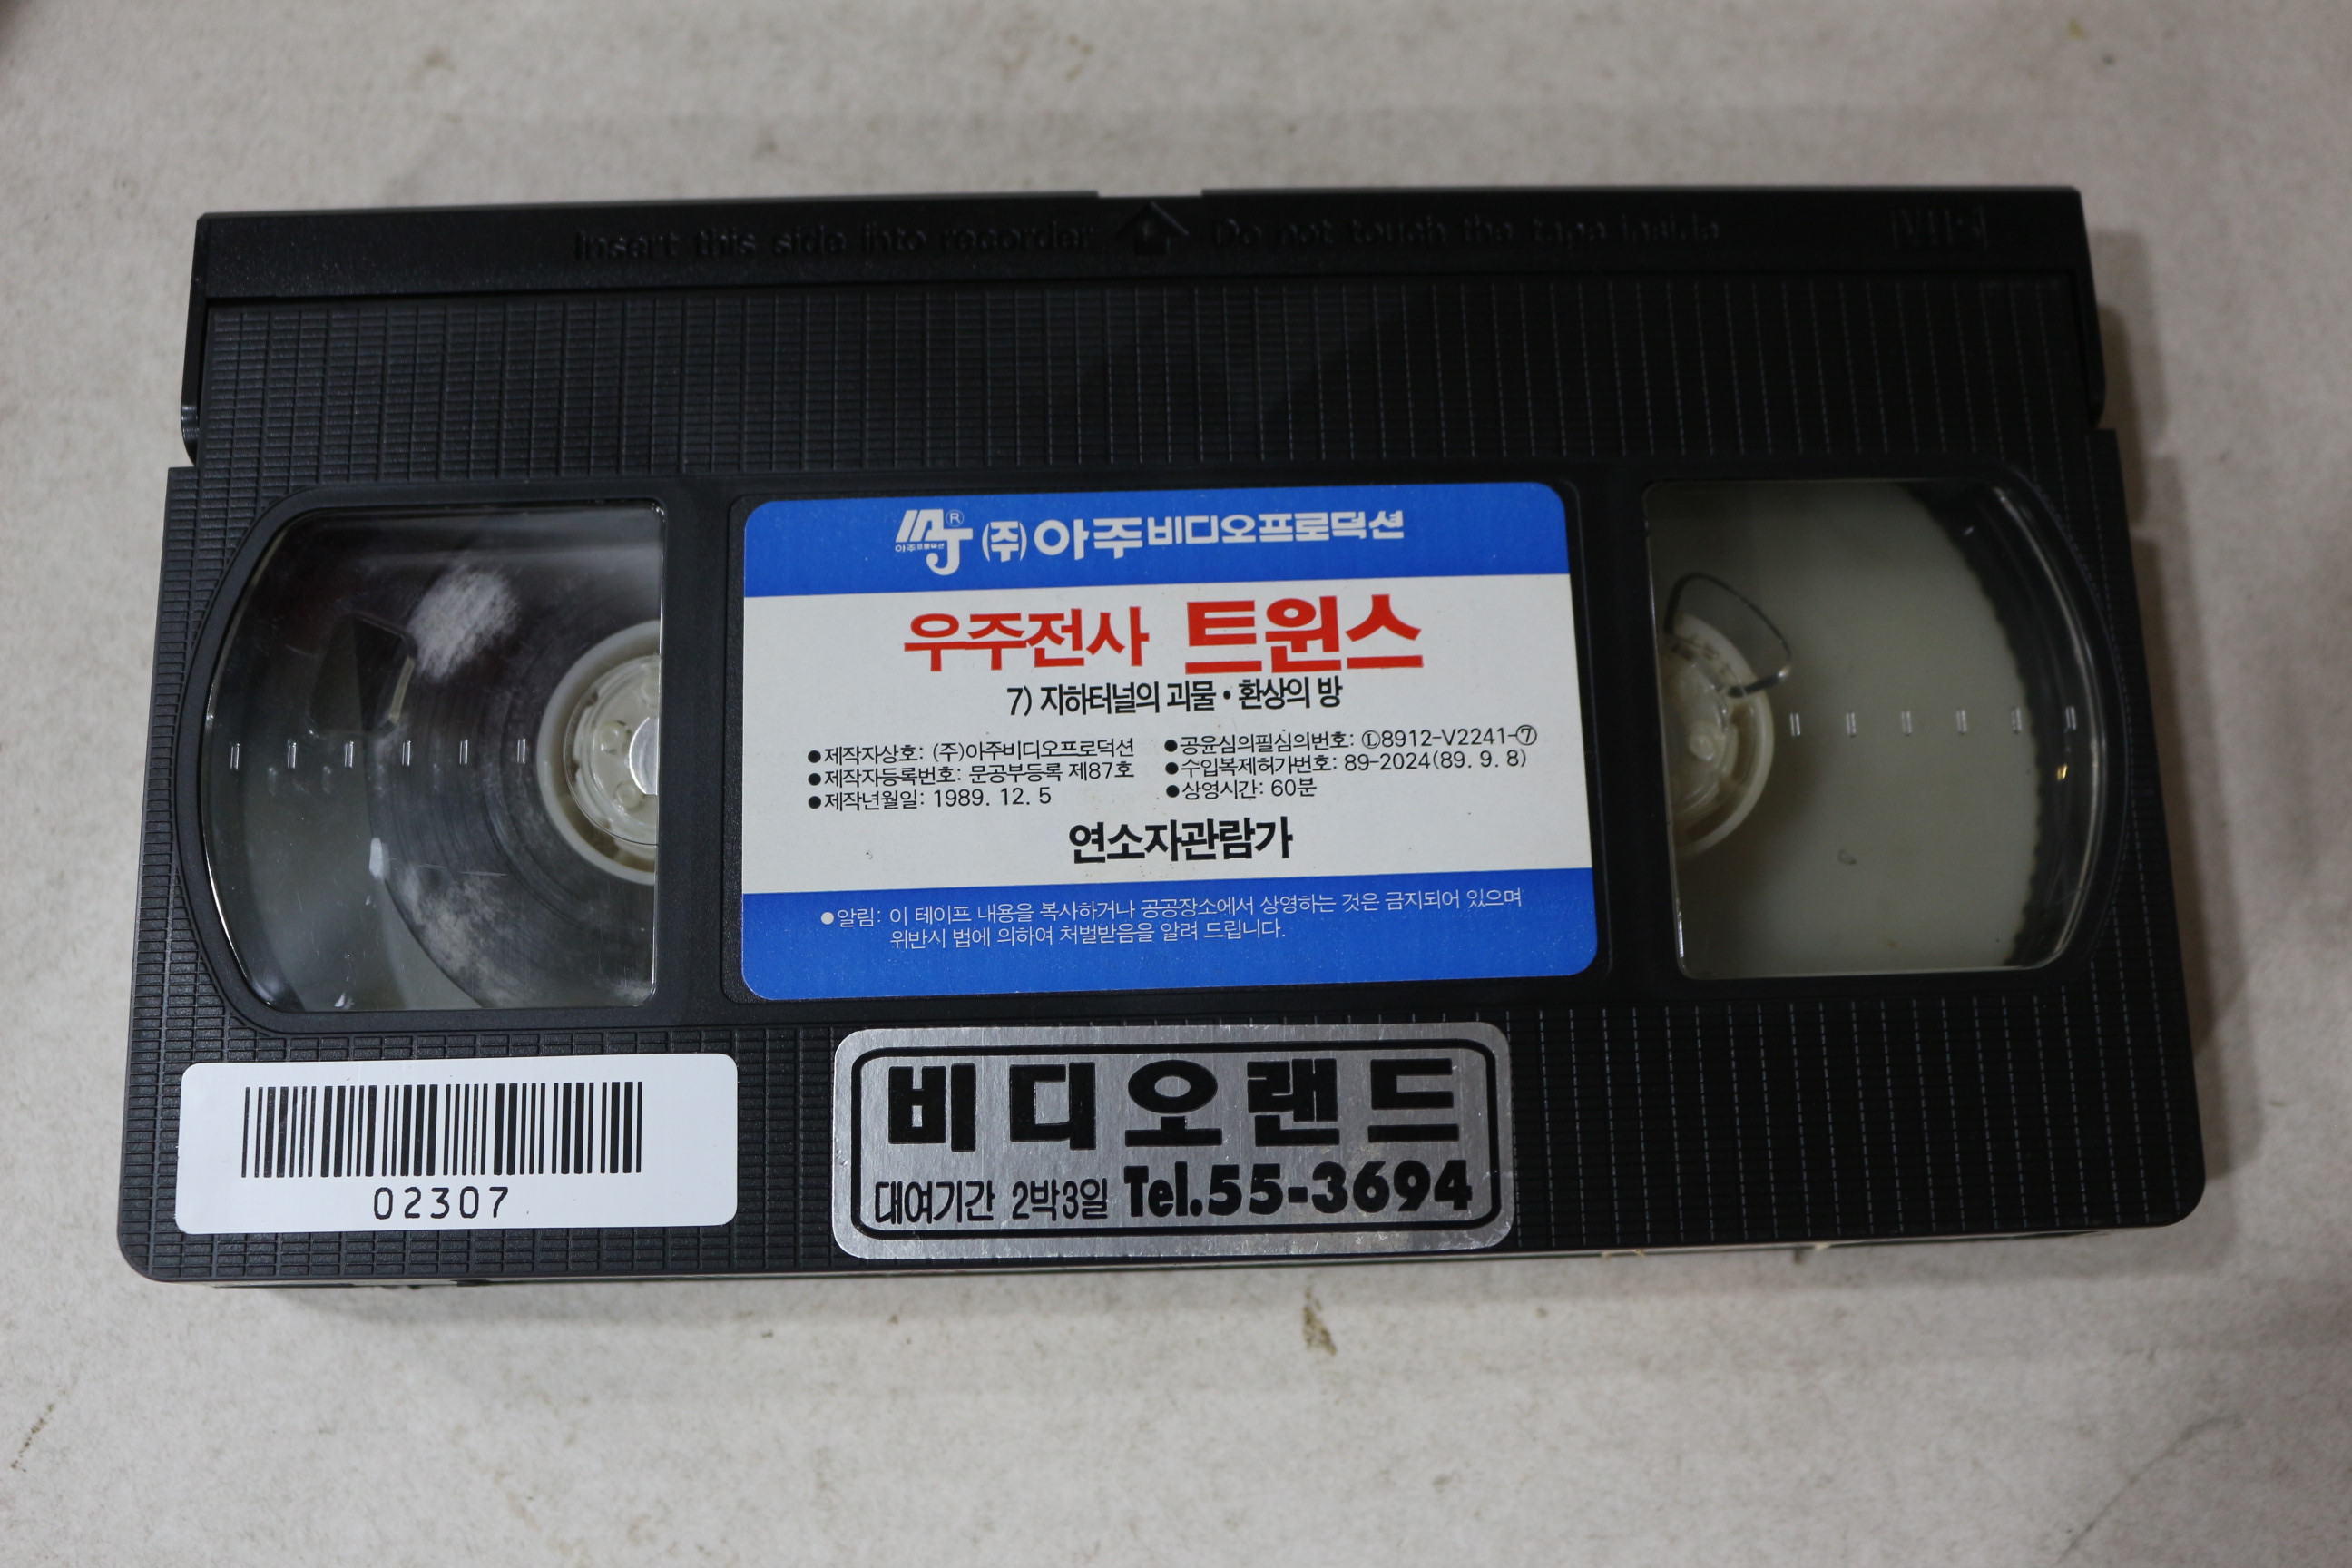 Insert this side into recorder Do not touch the tape inside VHS
AJ ® (주)아주비디오프로덕션
아주프로덕션
우주전사 트윈스
7) 지하터널의 괴물・환상의 방
●제작자상호: (주)아주비디오프로덕션
●제작자등록번호: 문공부등록 제87호
●제작년월일: 1989. 12. 5
●공윤심의필심의번호: Ⓛ8912-V2241-⑦
●수입복제허가번호: 89-2024(89. 9. 8)
●상영시간: 60분
연소자관람가
●알림: 이 테이프 내용을 복사하거나 공공장소에서 상영하는 것은 금지되어 있으며
위반시 법에 의하여 처벌받음을 알려 드립니다.
02307
비디오랜드
대여기간 2박3일 Tel.55-3694